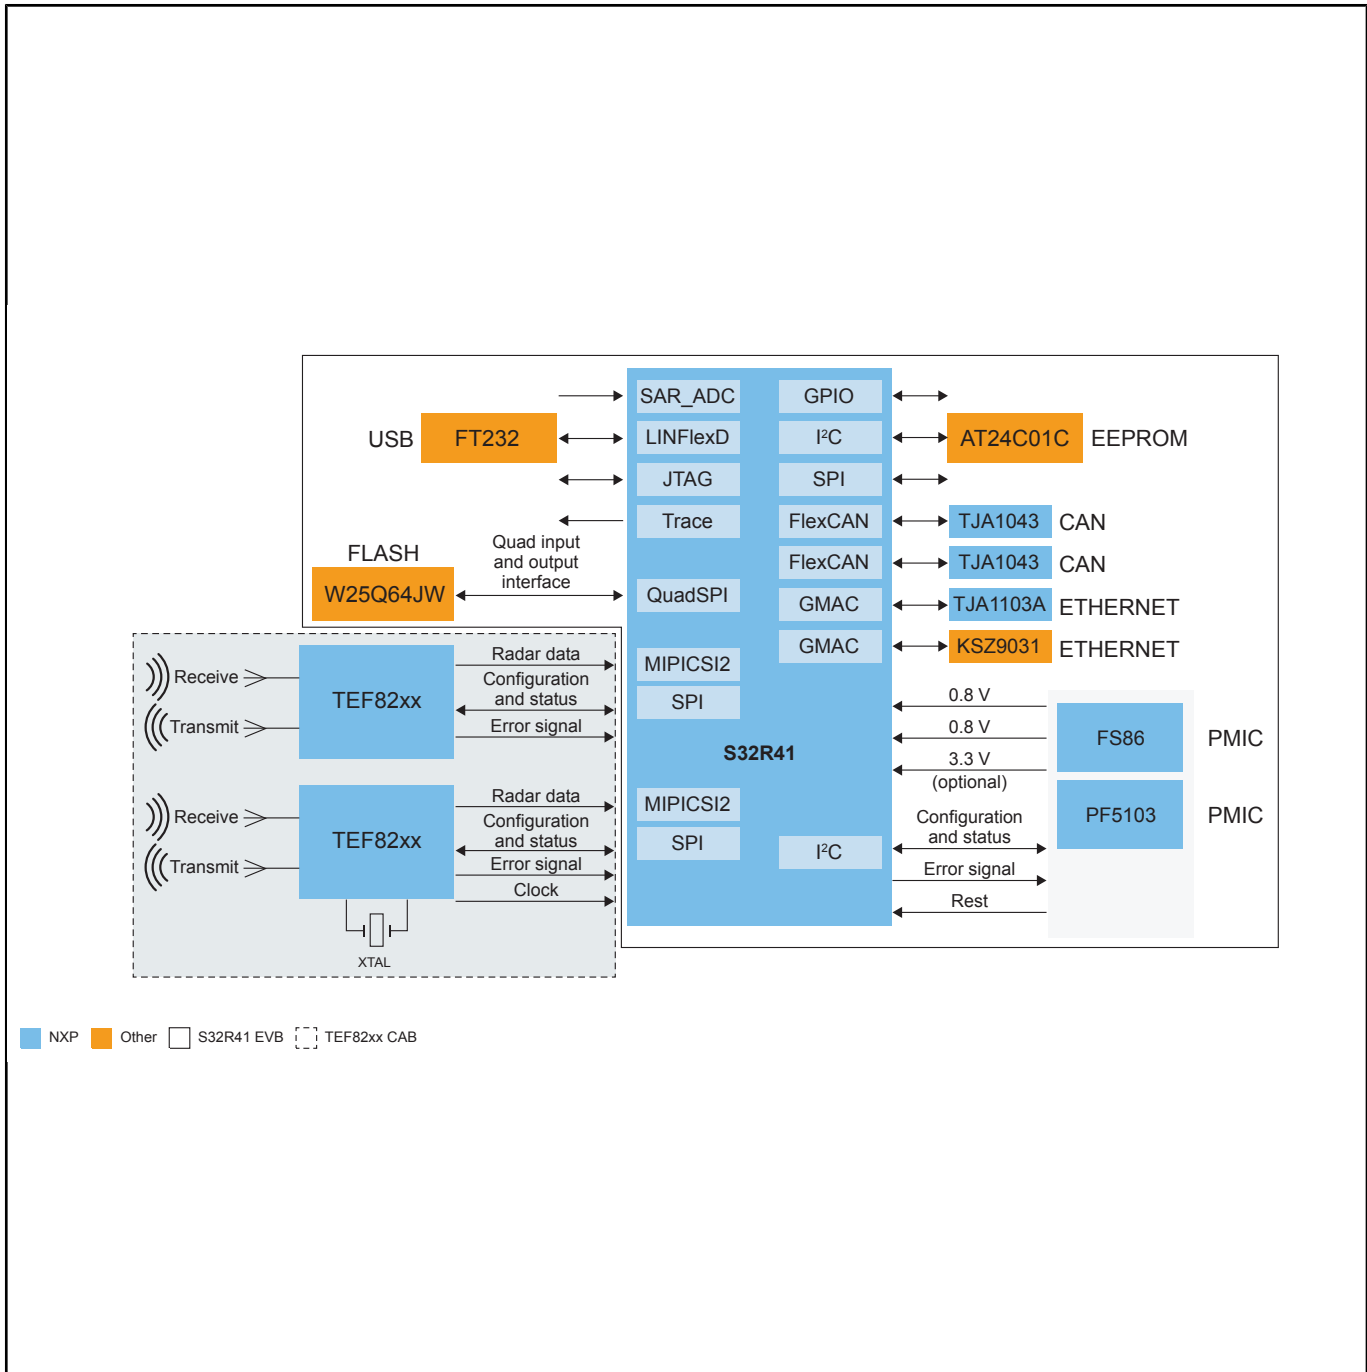 SAR_ADC
GPIO
USB
FT232
LINFlexD
I²C
AT24C01C
EEPROM
JTAG
SPI
Trace
FlexCAN
TJA1043
CAN
FLASH
Quad input
and output
interface
FlexCAN
TJA1043
CAN
W25Q64JW
QuadSPI
GMAC
TJA1103A
ETHERNET
GMAC
KSZ9031
ETHERNET
Receive
Transmit
TEF82xx
Radar data
Configuration
and status
Error signal
MIPICSI2
SPI
S32R41
0.8 V
0.8 V
3.3 V
(optional)
FS86
PMIC
Receive
Transmit
TEF82xx
Radar data
Configuration
and status
Error signal
Clock
XTAL
MIPICSI2
SPI
I²C
Configuration
and status
Error signal
Rest
PF5103
PMIC
NXP
Other
S32R41 EVB
TEF82xx CAB